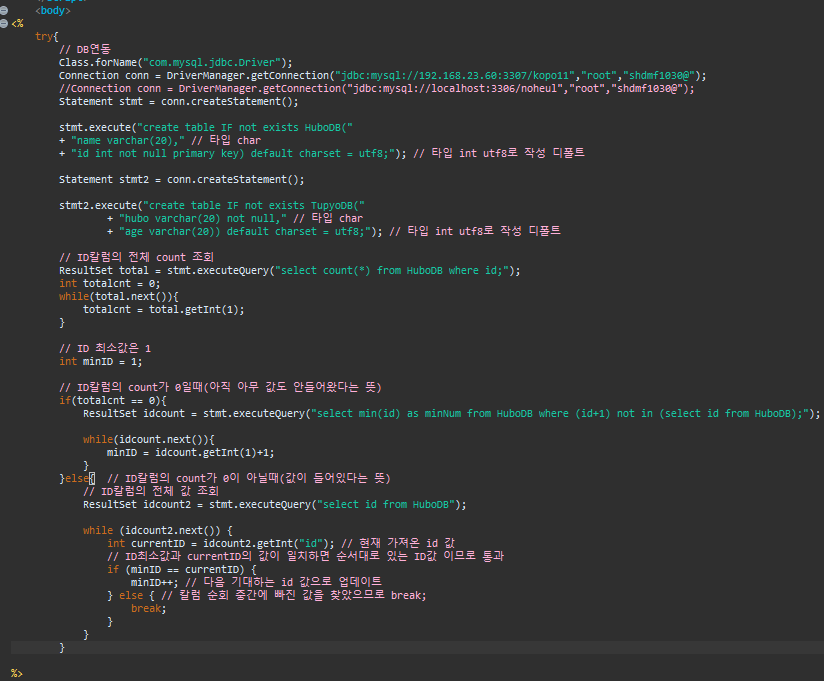 <body>
<%
try{
// DB연동
Class.forName("com.mysql.jdbc.Driver");
Connection conn = DriverManager.getConnection("jdbc:mysql://192.168.23.60:3307/kopo11","root","shdmf1030@");
//Connection conn = DriverManager.getConnection("jdbc:mysql://localhost:3306/noheul","root","shdmf1030@");
Statement stmt = conn.createStatement();
stmt.execute("create table IF not exists HuboDB("
+ "name varchar(20)," // 타입 char
+ "id int not null primary key) default charset = utf8;"); // 타입 int utf8로 작성 디폴트
Statement stmt2 = conn.createStatement();
stmt2.execute("create table IF not exists TupyoDB("
+ "hubo varchar(20) not null," // 타입 char
+ "age varchar(20)) default charset = utf8;"); // 타입 int utf8로 작성 디폴트
// ID칼럼의 전체 count 조회
ResultSet total = stmt.executeQuery("select count(*) from HuboDB where id;");
int totalcnt = 0;
while(total.next()){
totalcnt = total.getInt(1);
}
// ID 최소값은 1
int minID = 1;
// ID칼럼의 count가 0일때(아직 아무 값도 안들어왔다는 뜻)
if(totalcnt == 0){
ResultSet idcount = stmt.executeQuery("select min(id) as minNum from HuboDB where (id+1) not in (select id from HuboDB);");
while(idcount.next()){
minID = idcount.getInt(1)+1;
}
}else{ // ID칼럼의 count가 0이 아닐때(값이 들어있다는 뜻)
// ID칼럼의 전체 값 조회
ResultSet idcount2 = stmt.executeQuery("select id from HuboDB");
while (idcount2.next()) {
int currentID = idcount2.getInt("id"); // 현재 가져온 id 값
// ID최소값과 currentID의 값이 일치하면 순서대로 있는 ID값 이므로 통과
if (minID == currentID) {
minID++; // 다음 기대하는 id 값으로 업데이트
} else { // 칼럼 순회 중간에 빠진 값을 찾았으므로 break;
break;
}
}
}
%>